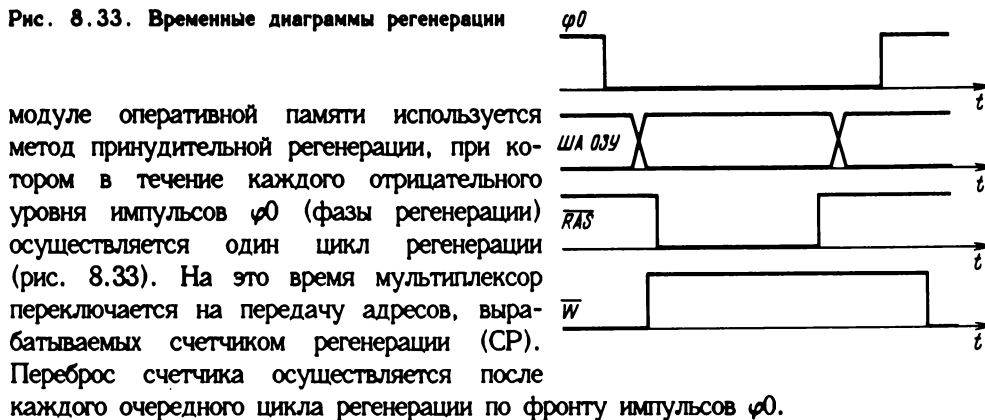 Рис. 8.33. Временные диаграммы регенерации
модуле оперативной памяти используется
метод принудительной регенерации, при ко-
тором в течение каждого отрицательного
уровня импульсов φ0 (фазы регенерации)
осуществляется один цикл регенерации
(рис. 8.33). На это время мультиплексор
переключается на передачу адресов, выра-
батываемых счетчиком регенерации (СР).
Переброс счетчика осуществляется после
каждого очередного цикла регенерации по фронту импульсов φ0.
φ0
t
ША ОЗУ
t
R̅A̅S̅
t
W̅
t